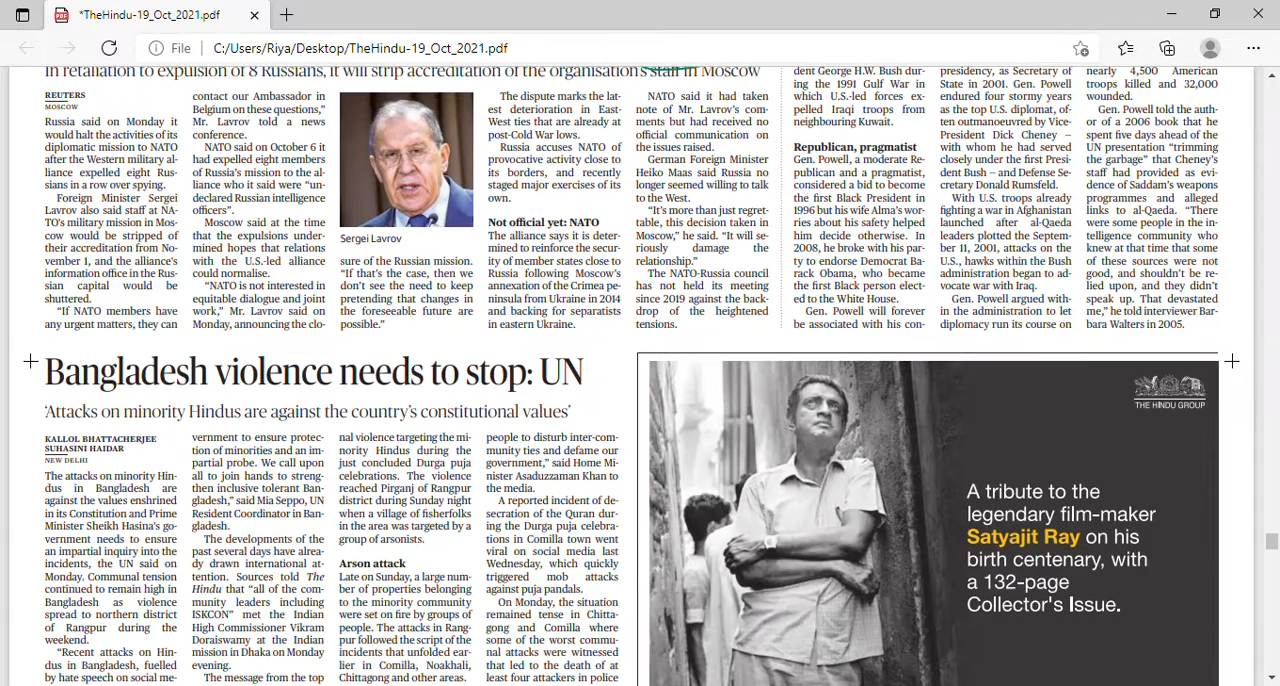 *TheHindu-19_Oct_2021.pdf
File
C:/Users/Riya/Desktop/TheHindu-19_Oct_2021.pdf
In retaliation to expulsion of 8 Russians, it will strip accreditation of the organisation's staff in Moscow
REUTERS
MOSCOW
Russia said on Monday it
would halt the activities of its
diplomatic mission to NATO
after the Western military al-
liance expelled eight Rus-
sians in a row over spying.
Foreign Minister Sergei
Lavrov also said staff at NA-
TO's military mission in Mos-
cow would be stripped of
their accreditation from No-
vember 1, and the alliance's
information office in the Rus-
sian capital would be
shuttered.
"If NATO members have
any urgent matters, they can
contact our Ambassador in
Belgium on these questions,"
Mr. Lavrov told a news
conference.
NATO said on October 6 it
had expelled eight members
of Russia's mission to the al-
liance who it said were "un-
declared Russian intelligence
officers".
Moscow said at the time
that the expulsions under-
mined hopes that relations
with the U.S.-led alliance
could normalise.
"NATO is not interested in
equitable dialogue and joint
work," Mr. Lavrov said on
Monday, announcing the clo-
Sergei Lavrov
sure of the Russian mission.
"If that's the case, then we
don't see the need to keep
pretending that changes in
the foreseeable future are
possible."
The dispute marks the lat-
est deterioration in East-
West ties that are already at
post-Cold War lows.
Russia accuses NATO of
provocative activity close to
its borders, and recently
staged major exercises of its
own.
Not official yet: NATO
The alliance says it is deter-
mined to reinforce the secur-
ity of member states close to
Russia following Moscow's
annexation of the Crimea pe-
ninsula from Ukraine in 2014
and backing for separatists
in eastern Ukraine.
NATO said it had taken
note of Mr. Lavrov's com-
ments but had received no
official communication on
the issues raised.
German Foreign Minister
Heiko Maas said Russia no
longer seemed willing to talk
to the West.
"It's more than just regret-
table, this decision taken in
Moscow," he said. "It will se-
riously damage the
relationship."
The NATO-Russia council
has not held its meeting
since 2019 against the back-
drop of the heightened
tensions.
dent George H.W. Bush dur-
ing the 1991 Gulf War in
which U.S.-led forces ex-
pelled Iraqi troops from
neighbouring Kuwait.
Republican, pragmatist
Gen. Powell, a moderate Re-
publican and a pragmatist,
considered a bid to become
the first Black President in
1996 but his wife Alma's wor-
ries about his safety helped
him decide otherwise. In
2008, he broke with his par-
ty to endorse Democrat Ba-
rack Obama, who became
the first Black person elect-
ed to the White House.
Gen. Powell will forever
be associated with his con-
presidency, as Secretary of
State in 2001. Gen. Powell
endured four stormy years
as the top U.S. diplomat, of-
ten outmanoeuvred by Vice-
President Dick Cheney –
with whom he had served
closely under the first Presi-
dent Bush – and Defense Se-
cretary Donald Rumsfeld.
With U.S. troops already
fighting a war in Afghanistan
launched after al-Qaeda
leaders plotted the Septem-
ber 11, 2001, attacks on the
U.S., hawks within the Bush
administration began to ad-
vocate war with Iraq.
Gen. Powell argued with-
in the administration to let
diplomacy run its course on
nearly 4,500 American
troops killed and 32,000
wounded.
Gen. Powell told the auth-
or of a 2006 book that he
spent five days ahead of the
UN presentation "trimming
the garbage" that Cheney's
staff had provided as evi-
dence of Saddam's weapons
programmes and alleged
links to al-Qaeda. "There
were some people in the in-
telligence community who
knew at that time that some
of these sources were not
good, and shouldn't be re-
lied upon, and they didn't
speak up. That devastated
me," he told interviewer Bar-
bara Walters in 2005.
Bangladesh violence needs to stop: UN
'Attacks on minority Hindus are against the country's constitutional values'
KALLOL BHATTACHERJEE
SUHASINI HAIDAR
NEW DELHI
The attacks on minority Hin-
dus in Bangladesh are
against the values enshrined
in its Constitution and Prime
Minister Sheikh Hasina's go-
vernment needs to ensure
an impartial inquiry into the
incidents, the UN said on
Monday. Communal tension
continued to remain high in
Bangladesh as violence
spread to northern district
of Rangpur during the
weekend.
"Recent attacks on Hin-
dus in Bangladesh, fuelled
by hate speech on social me-
vernment to ensure protec-
tion of minorities and an im-
partial probe. We call upon
all to join hands to streng-
then inclusive tolerant Ban-
gladesh," said Mia Seppo, UN
Resident Coordinator in Ban-
gladesh.
The developments of the
past several days have alrea-
dy drawn international at-
tention. Sources told The
Hindu that "all of the com-
munity leaders including
ISKCON" met the Indian
High Commissioner Vikram
Doraiswamy at the Indian
mission in Dhaka on Monday
evening.
The message from the top
nal violence targeting the mi-
nority Hindus during the
just concluded Durga puja
celebrations. The violence
reached Pirganj of Rangpur
district during Sunday night
when a village of fisherfolks
in the area was targeted by a
group of arsonists.
Arson attack
Late on Sunday, a large num-
ber of properties belonging
to the minority community
were set on fire by groups of
people. The attacks in Rang-
pur followed the script of the
incidents that unfolded ear-
lier in Comilla, Noakhali,
Chittagong and other areas.
people to disturb inter-com-
munity ties and defame our
government," said Home Mi-
nister Asaduzzaman Khan to
the media.
A reported incident of de-
secration of the Quran dur-
ing the Durga puja celebra-
tions in Comilla town went
viral on social media last
Wednesday, which quickly
triggered mob attacks
against puja pandals.
On Monday, the situation
remained tense in Chitta-
gong and Comilla where
some of the worst commu-
nal attacks were witnessed
that led to the death of at
least four attackers in police
THE HINDU GROUP
A tribute to the
legendary film-maker
Satyajit Ray on his
birth centenary, with
a 132-page
Collector's Issue.